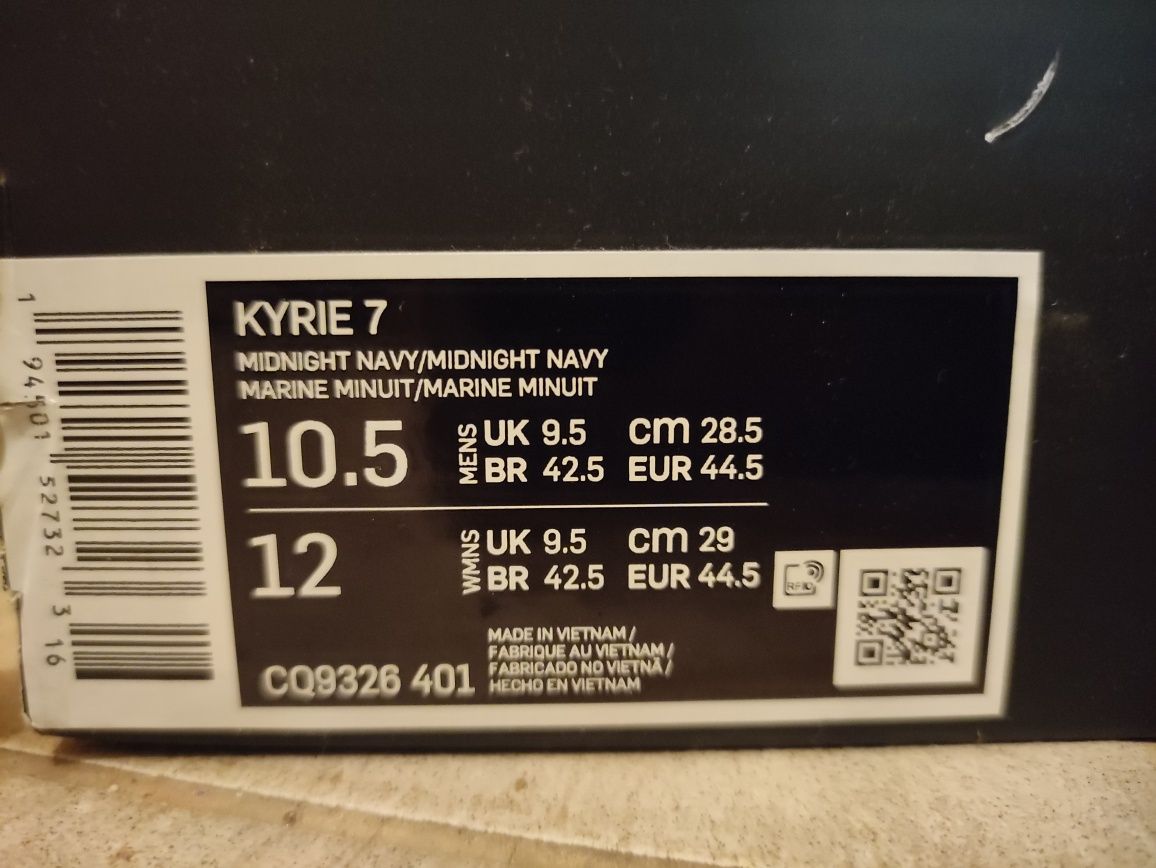 KYRIE 7
MIDNIGHT NAVY/MIDNIGHT NAVY
MARINE MINUIT/MARINE MINUIT
10.5 MENS UK 9.5 CM 28.5
BR 42.5 EUR 44.5
12 WMNS UK 9.5 CM 29
BR 42.5 EUR 44.5
RFID
MADE IN VIETNAM /
FABRIQUE AU VIETNAM /
FABRICADO NO VIETNÃ /
HECHO EN VIETNAM
CQ9326 401
1 94501 52732 3 16